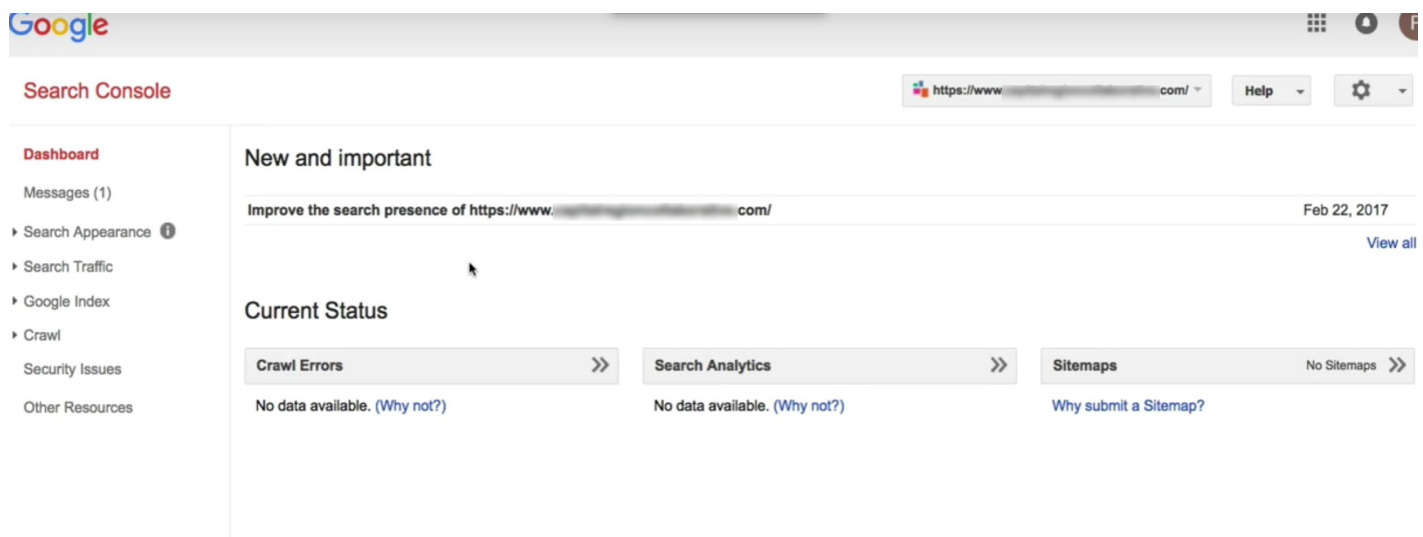 Google
Search Console
https://www. com/
Help
Dashboard
Messages (1)
Search Appearance
Search Traffic
Google Index
Crawl
Security Issues
Other Resources
New and important
Improve the search presence of https://www. com/ Feb 22, 2017
View all
Current Status
Crawl Errors
No data available. (Why not?)
Search Analytics
No data available. (Why not?)
Sitemaps No Sitemaps
Why submit a Sitemap?